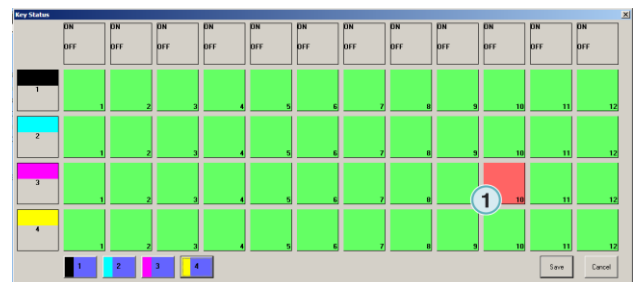 Key Status
ON ON ON ON ON ON ON ON ON ON ON ON
OFF OFF OFF OFF OFF OFF OFF OFF OFF OFF OFF OFF
1 1 2 3 4 5 6 7 8 9 10 11 12
2 1 2 3 4 5 6 7 8 9 10 11 12
3 1 2 3 4 5 6 7 8 9 1 10 11 12
4 1 2 3 4 5 6 7 8 9 10 11 12
1 2 3 4 Save Cancel